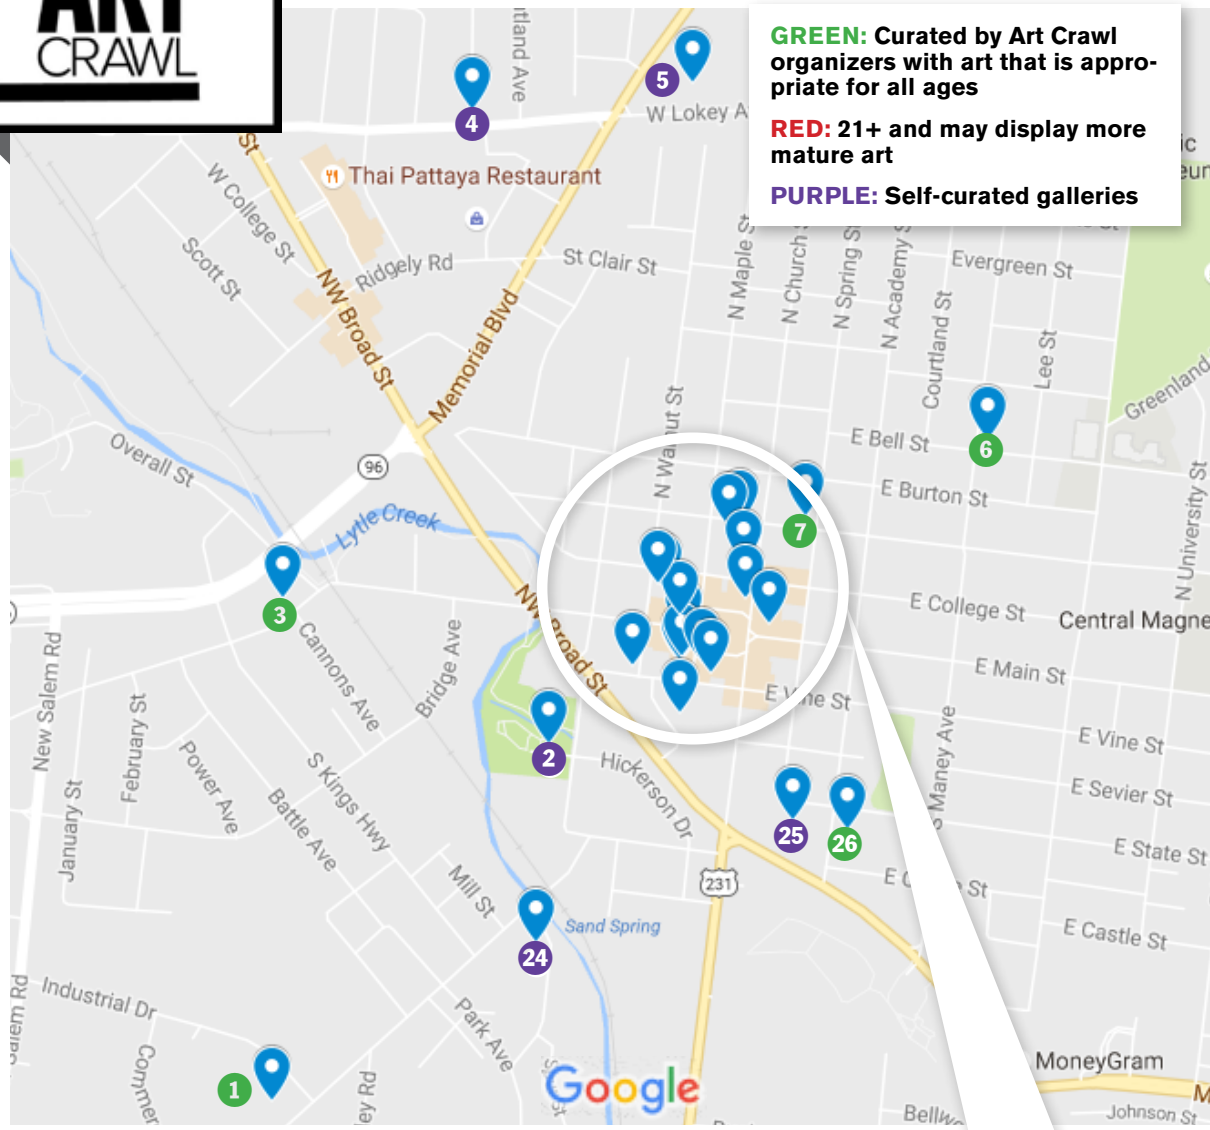 ART
CRAWL
GREEN: Curated by Art Crawl
organizers with art that is appro-
priate for all ages
RED: 21+ and may display more
mature art
PURPLE: Self-curated galleries
5
4
W Lokey
St
Thai Pattaya Restaurant
W College St
Scott St
Ridgely Rd
St Clair St
NW Broad St
Memorial Blvd
N Maple St
N Church
N Spring St
N Academy
Evergreen St
Courtland St
Lee St
Greenland
N Walnut St
E Bell St
6
E Burton St
N University St
Overall St
96
Lytle Creek
7
3
NW Broad St
E College St
Central Magne
E Main St
Cannons Ave
Bridge Ave
New Salem Rd
February St
January St
Power Ave
Battle Ave
S Kings Hwy
E Vine St
E Vine St
2
Hickerson Dr
S Maney Ave
E Sevier St
25
26
E State St
231
Mill St
Sand Spring
24
E Castle St
Industrial Dr
Salem Rd
Park Ave
Commer
1
Google
MoneyGram
Johnson St